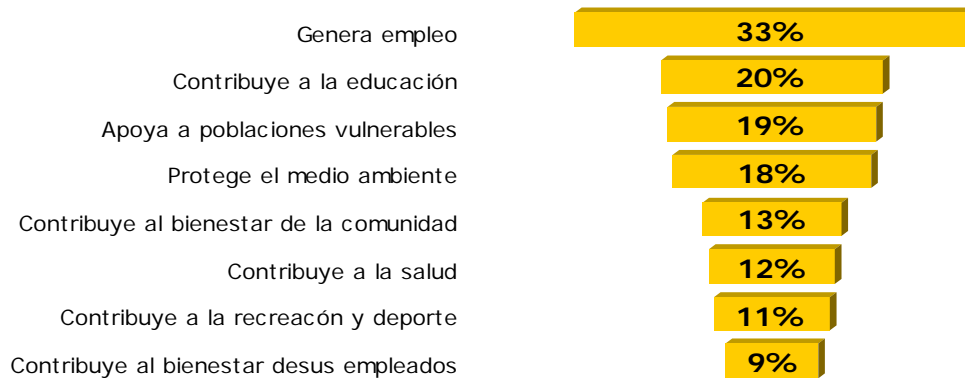 Genera empleo 33%
Contribuye a la educación 20%
Apoya a poblaciones vulnerables 19%
Protege el medio ambiente 18%
Contribuye al bienestar de la comunidad 13%
Contribuye a la salud 12%
Contribuye a la recreacón y deporte 11%
Contribuye al bienestar desus empleados 9%